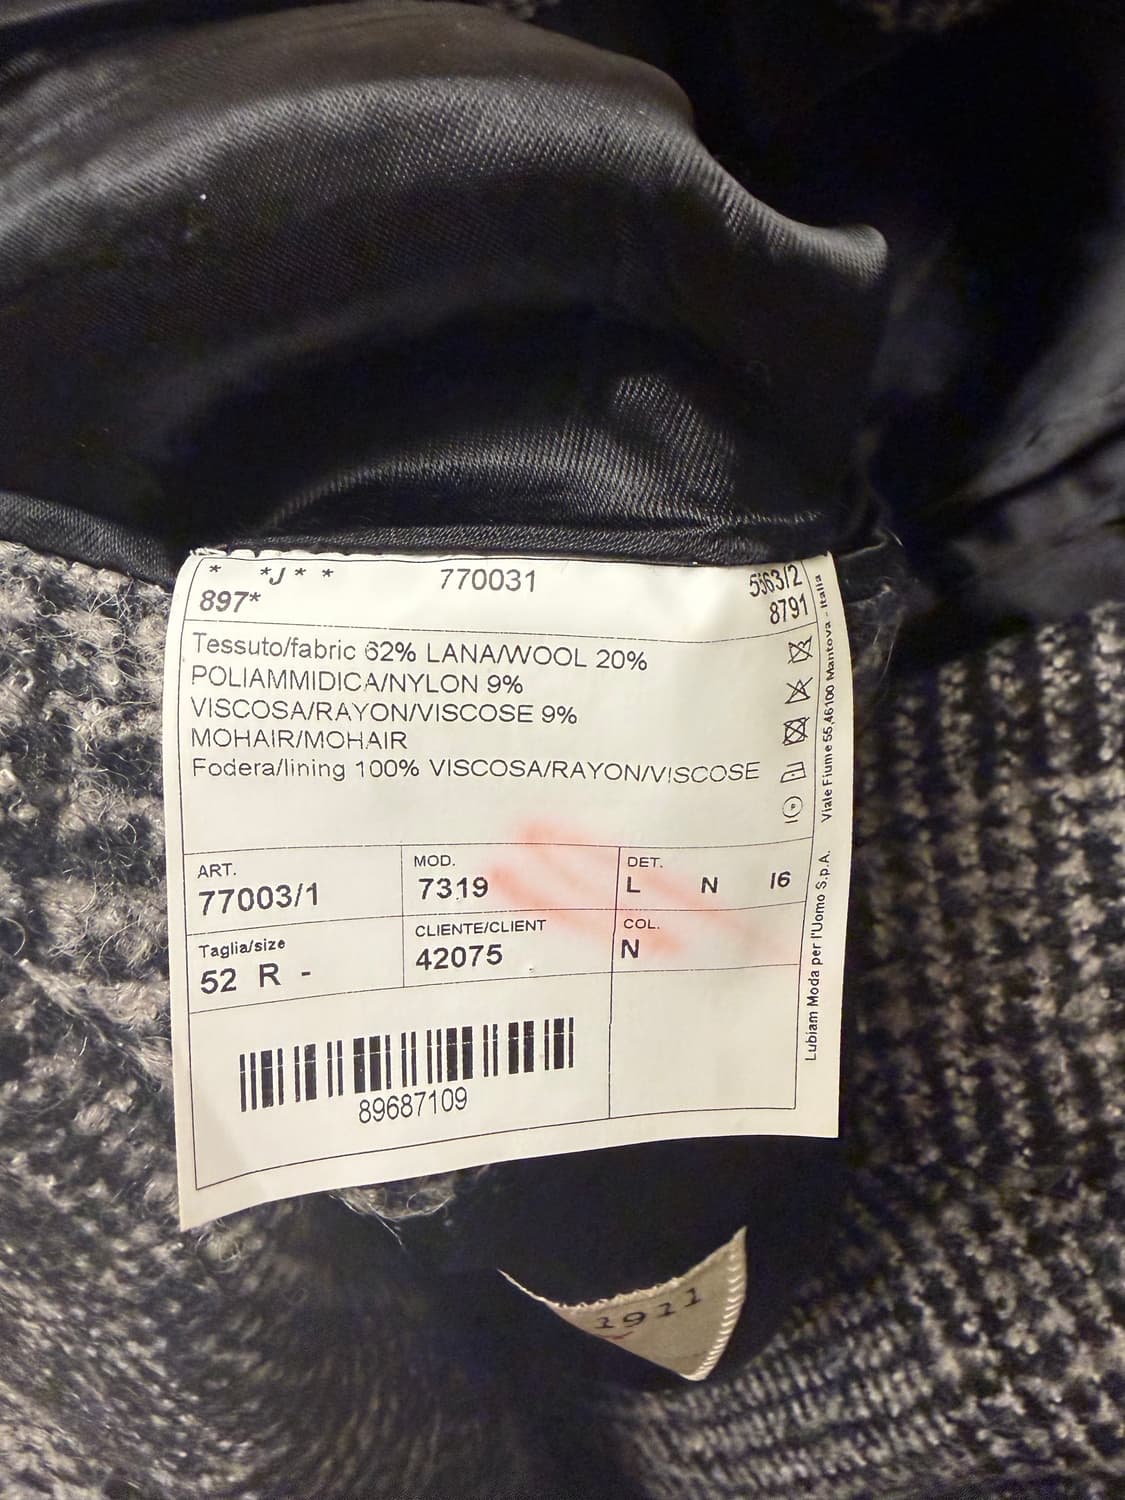 * *J * * 770031 5563/2
897* 8791
Tessuto/fabric 62% LANA/WOOL 20%
POLIAMMIDICA/NYLON 9%
VISCOSA/RAYON/VISCOSE 9%
MOHAIR/MOHAIR
Fodera/lining 100% VISCOSA/RAYON/VISCOSE
ART.
77003/1
MOD.
7319
DET.
L N I6
Taglia/size
52 R -
CLIENTE/CLIENT
42075
COL.
N
89687109
Lubiam Moda per l'Uomo S.p.A. Viale Fiume 55,46100 Mantova - Italia
1911